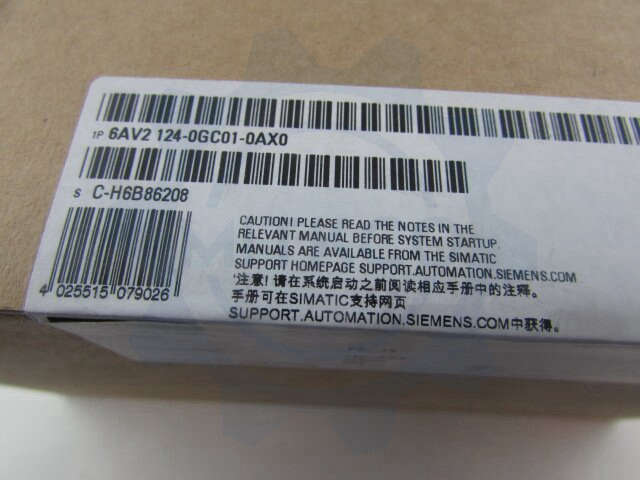 1P 6AV2 124-0GC01-0AX0
S C-H6B86208
CAUTION! PLEASE READ THE NOTES IN THE
RELEVANT MANUAL BEFORE SYSTEM STARTUP.
MANUALS ARE AVAILABLE FROM THE SIMATIC
SUPPORT HOMEPAGE SUPPORT.AUTOMATION.SIEMENS.COM
4 025515 079026
'注意! 请在系统启动之前阅读相应手册中的注释。
手册可在SIMATIC支持网页
SUPPORT.AUTOMATION.SIEMENS.COM中获得。